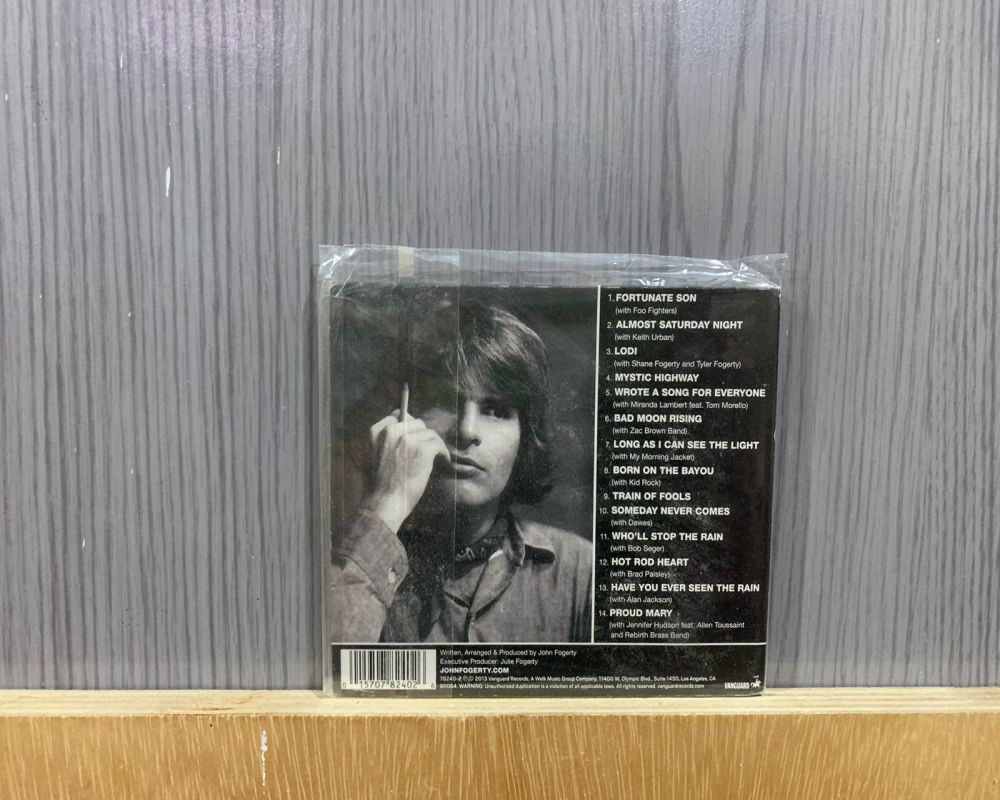 1. FORTUNATE SON
(with Foo Fighters)
2. ALMOST SATURDAY NIGHT
(with Keith Urban)
3. LODI
(with Shane Fogerty and Tyler Fogerty)
4. MYSTIC HIGHWAY
5. WROTE A SONG FOR EVERYONE
(with Miranda Lambert feat. Tom Morello)
6. BAD MOON RISING
(with Zac Brown Band)
7. LONG AS I CAN SEE THE LIGHT
(with My Morning Jacket)
8. BORN ON THE BAYOU
(with Kid Rock)
9. TRAIN OF FOOLS
10. SOMEDAY NEVER COMES
(with Dawes)
11. WHO'LL STOP THE RAIN
(with Bob Seger)
12. HOT ROD HEART
(with Brad Paisley)
13. HAVE YOU EVER SEEN THE RAIN
(with Alan Jackson)
14. PROUD MARY
(with Jennifer Hudson feat. Allen Toussaint
and Rebirth Brass Band)
Written, Arranged & Produced by John Fogerty
Executive Producer: Julie Fogerty
JOHNFOGERTY.COM
78240-2 ℗© 2013 Vanguard Records, A Welk Music Group Company, 11400 W. Olympic Blvd., Suite 1450, Los Angeles, CA
90064. WARNING: Unauthorized duplication is a violation of all applicable laws. All rights reserved. vanguardrecords.com
VANGUARD
0 15707 82402 6